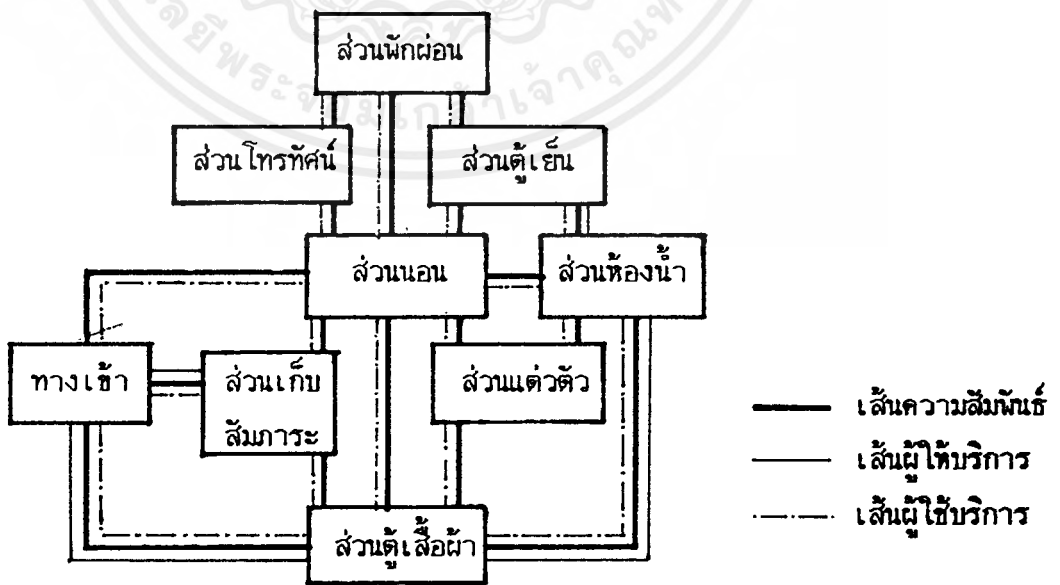 ส่วนพักผ่อน
ส่วนโทรทัศน์
ส่วนตู้เย็น
ส่วนนอน
ส่วนห้องน้ำ
ทางเข้า
ส่วนเก็บ
สัมภาระ
ส่วนแต่วตัว
ส่วนตู้เสื้อผ้า
เส้นความสัมพันธ์
เส้นผู้ให้บริการ
เส้นผู้ใช้บริการ